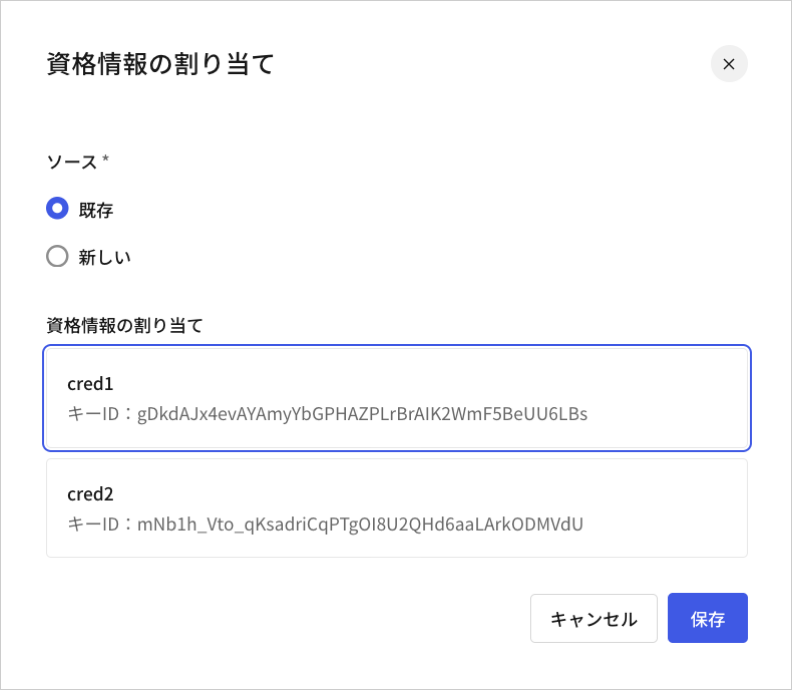 資格情報の割り当て
ソース *
既存
新しい
資格情報の割り当て
cred1
キーID：gDkdAJx4evAYAmyYbGPHAZPLrBrAIK2WmF5BeUU6LBs
cred2
キーID：mNb1h_Vto_qKsadriCqPTgOI8U2QHd6aaLArkODMVdU
キャンセル
保存